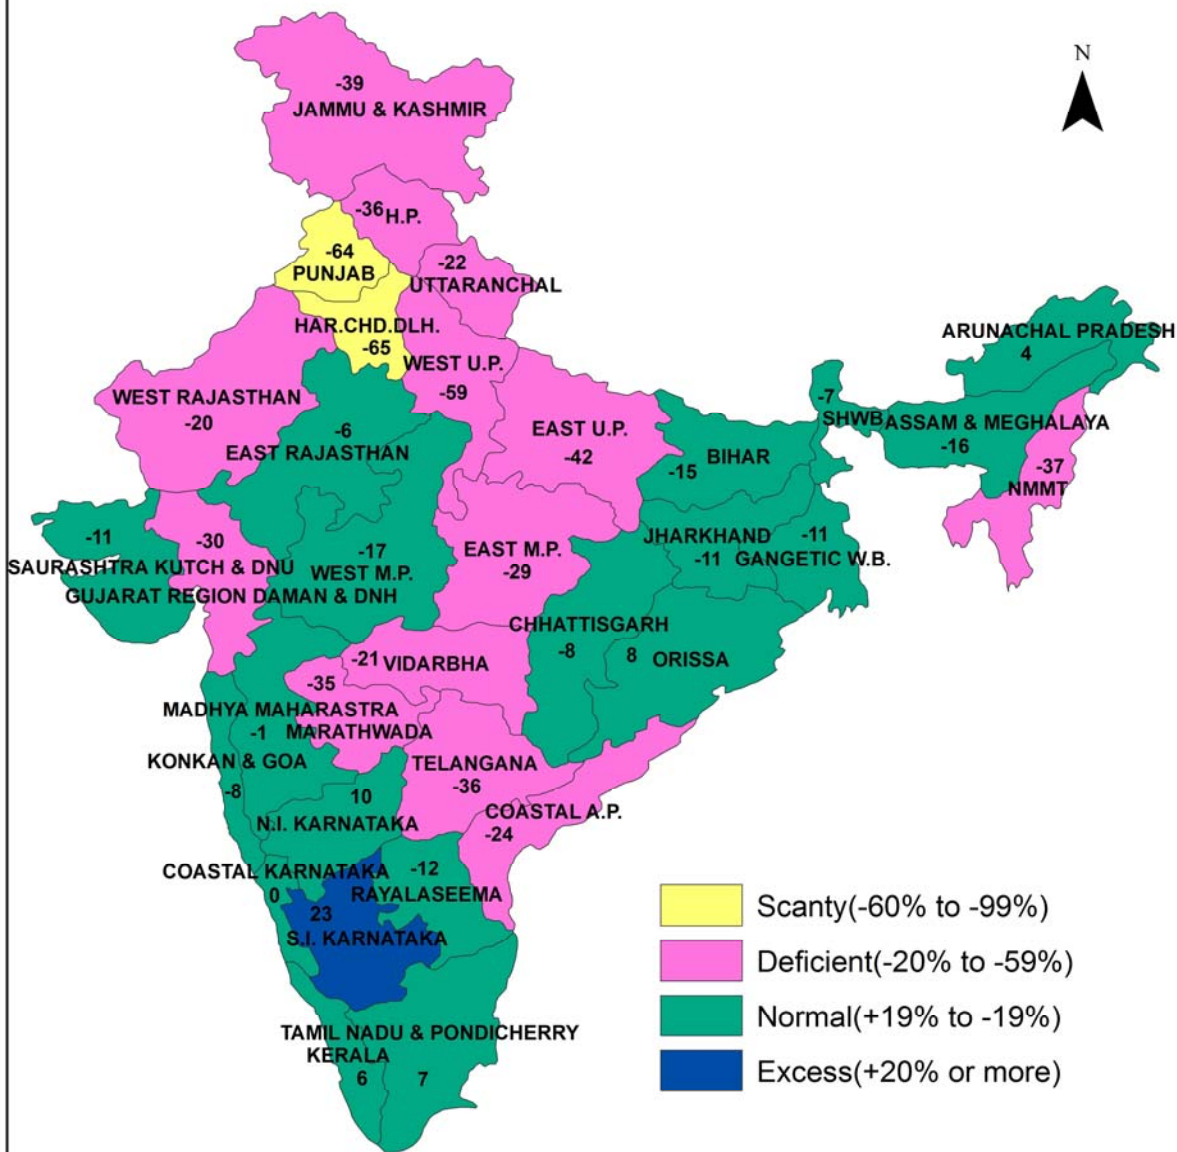 N
-39
JAMMU & KASHMIR
-36 H.P.
-64
PUNJAB
-22
UTTARANCHAL
HAR.CHD.DLH.
-65
WEST U.P.
-59
ARUNACHAL PRADESH
4
WEST RAJASTHAN
-20
-6
EAST RAJASTHAN
EAST U.P.
-42
-15 BIHAR
-7
SHWB
ASSAM & MEGHALAYA
-16
-37
NMMT
-11
SAURASHTRA KUTCH & DNU
-30
GUJARAT REGION DAMAN & DNH
-17
WEST M.P.
EAST M.P.
-29
JHARKHAND
-11
-11
GANGETIC W.B.
CHHATTISGARH
-8
8 ORISSA
-21 VIDARBHA
-35
MADHYA MAHARASTRA
-1
MARATHWADA
KONKAN & GOA
-8
TELANGANA
-36
COASTAL A.P.
-24
10
N.I. KARNATAKA
COASTAL KARNATAKA
0
-12
RAYALASEEMA
23
S.I. KARNATAKA
TAMIL NADU & PONDICHERRY
KERALA
6
7
Scanty(-60% to -99%)
Deficient(-20% to -59%)
Normal(+19% to -19%)
Excess(+20% or more)